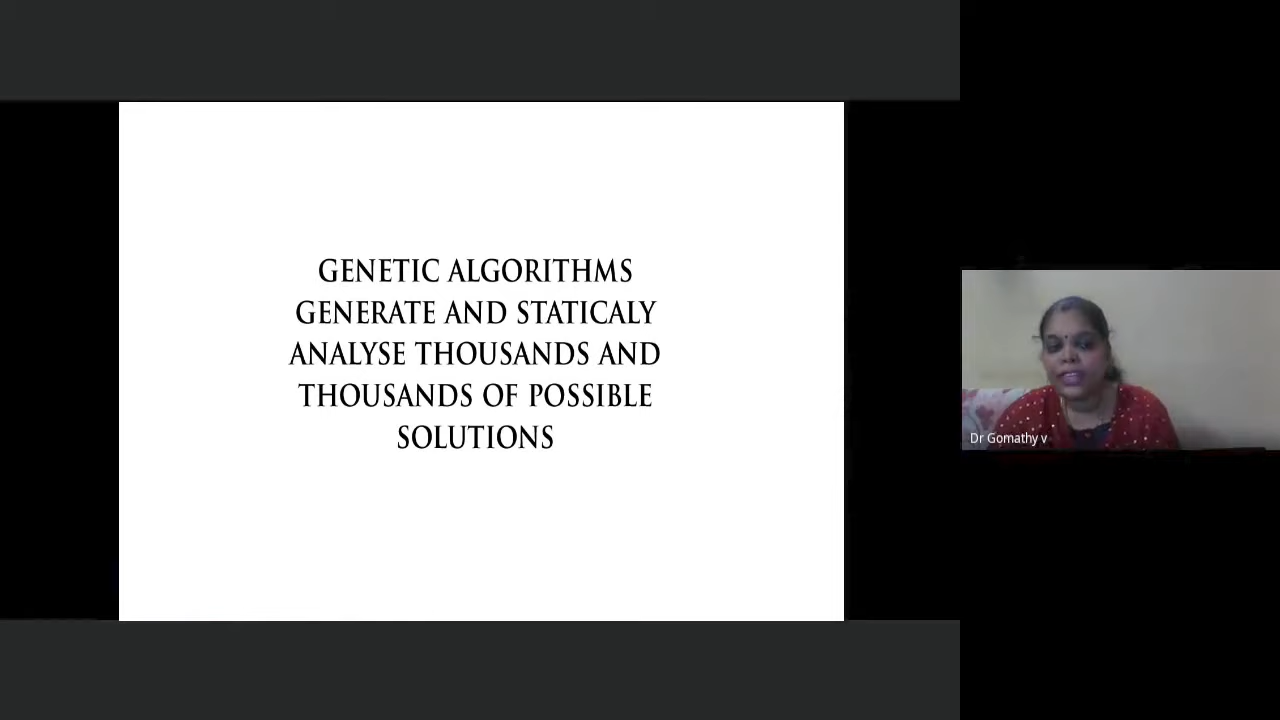 GENETIC ALGORITHMS
GENERATE AND STATICALY
ANALYSE THOUSANDS AND
THOUSANDS OF POSSIBLE
SOLUTIONS
Dr Gomathy v